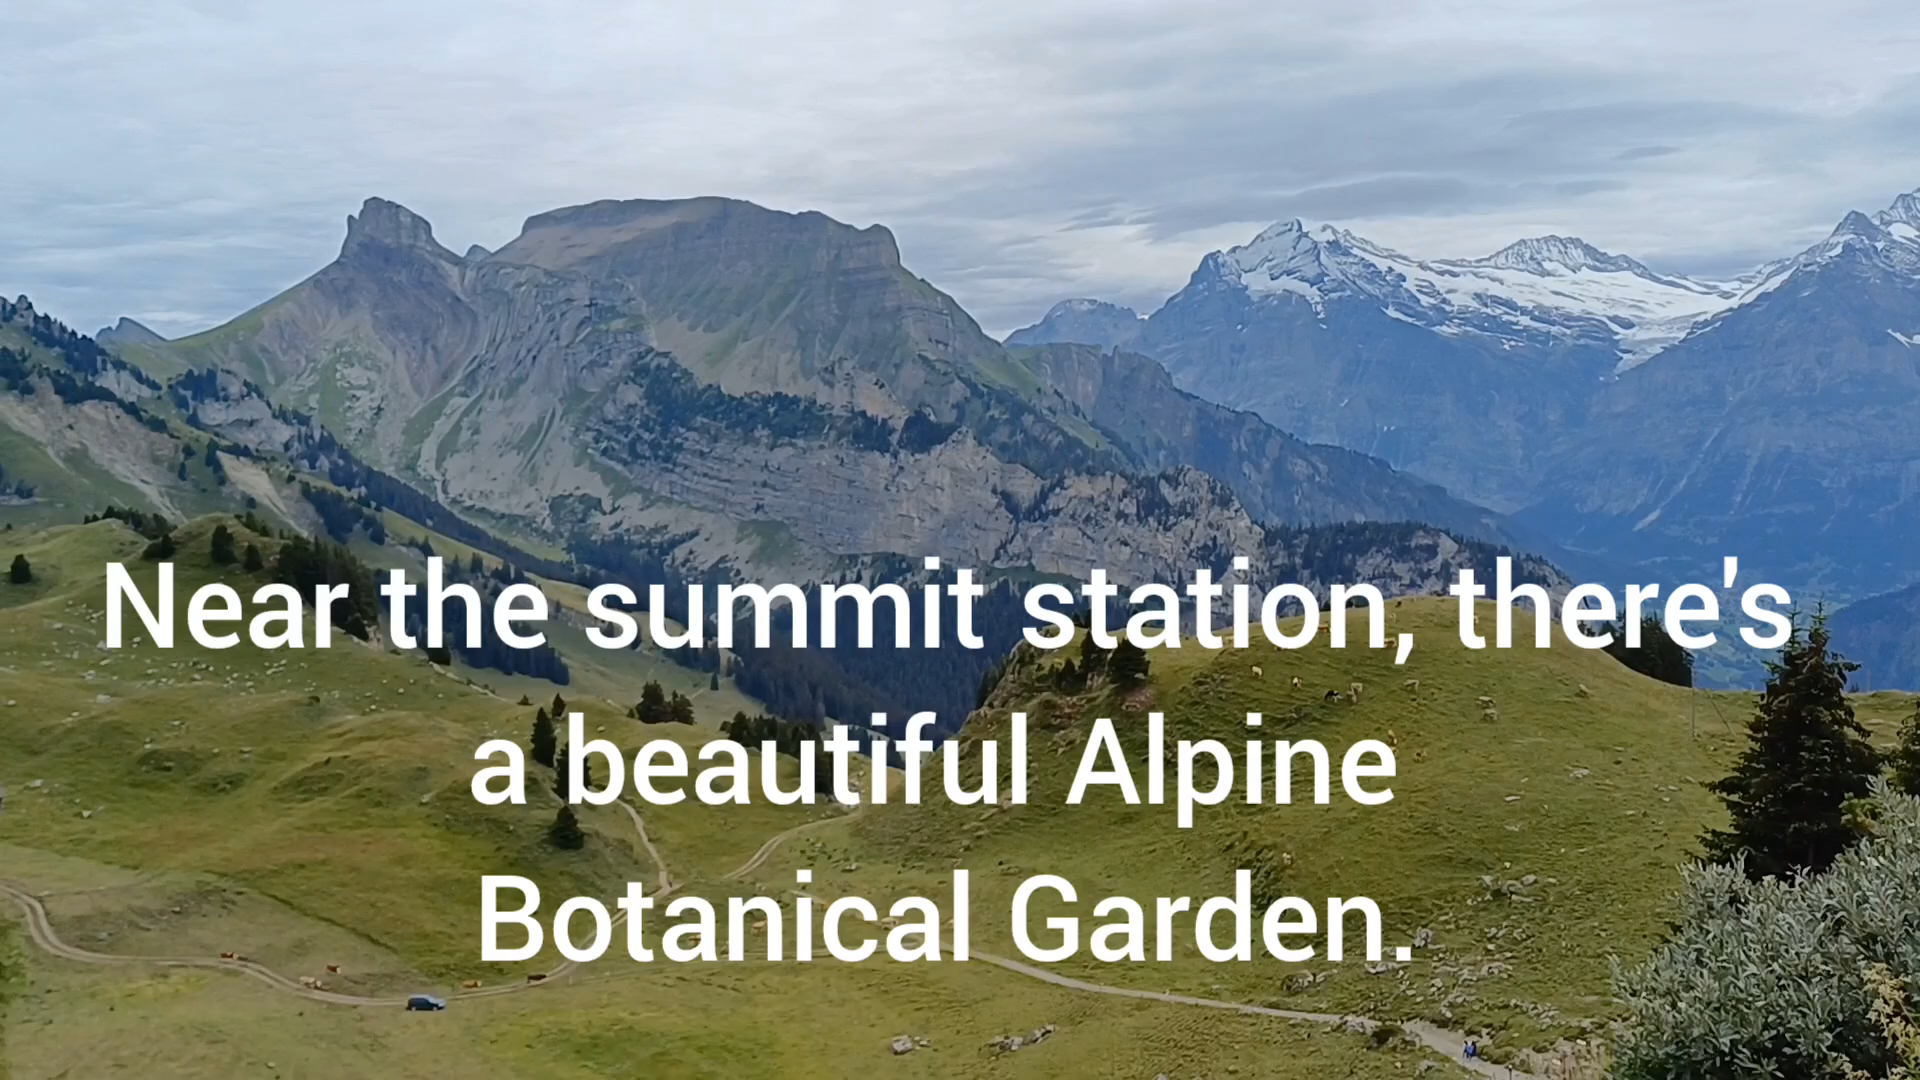 Near the summit station, there's
a beautiful Alpine
Botanical Garden.